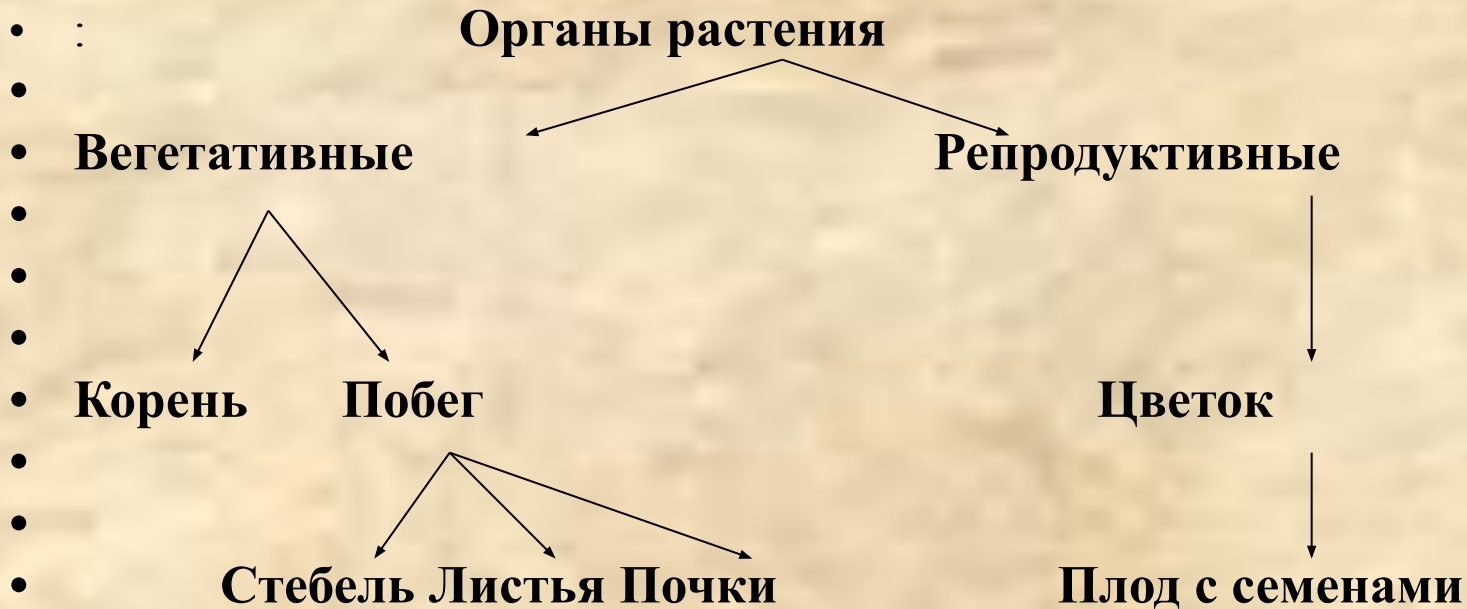 • : Органы растения
•
• Вегетативные Репродуктивные
•
•
•
• Корень Побег Цветок
•
•
• Стебель Листья Почки Плод с семенами